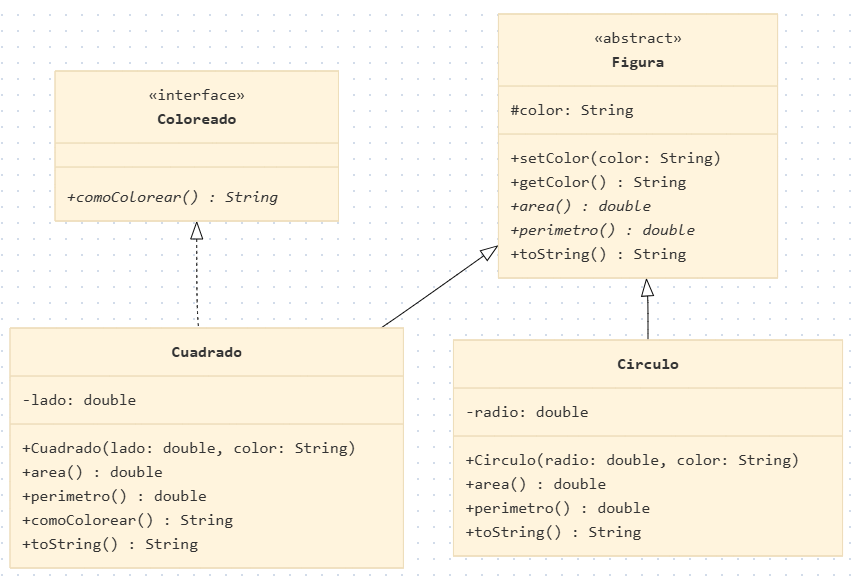 «interface»
Coloreado
+comoColorear() : String
«abstract»
Figura
#color: String
+setColor(color: String)
+getColor() : String
+area() : double
+perimetro() : double
+toString() : String
Cuadrado
-lado: double
+Cuadrado(lado: double, color: String)
+area() : double
+perimetro() : double
+comoColorear() : String
+toString() : String
Circulo
-radio: double
+Circulo(radio: double, color: String)
+area() : double
+perimetro() : double
+toString() : String